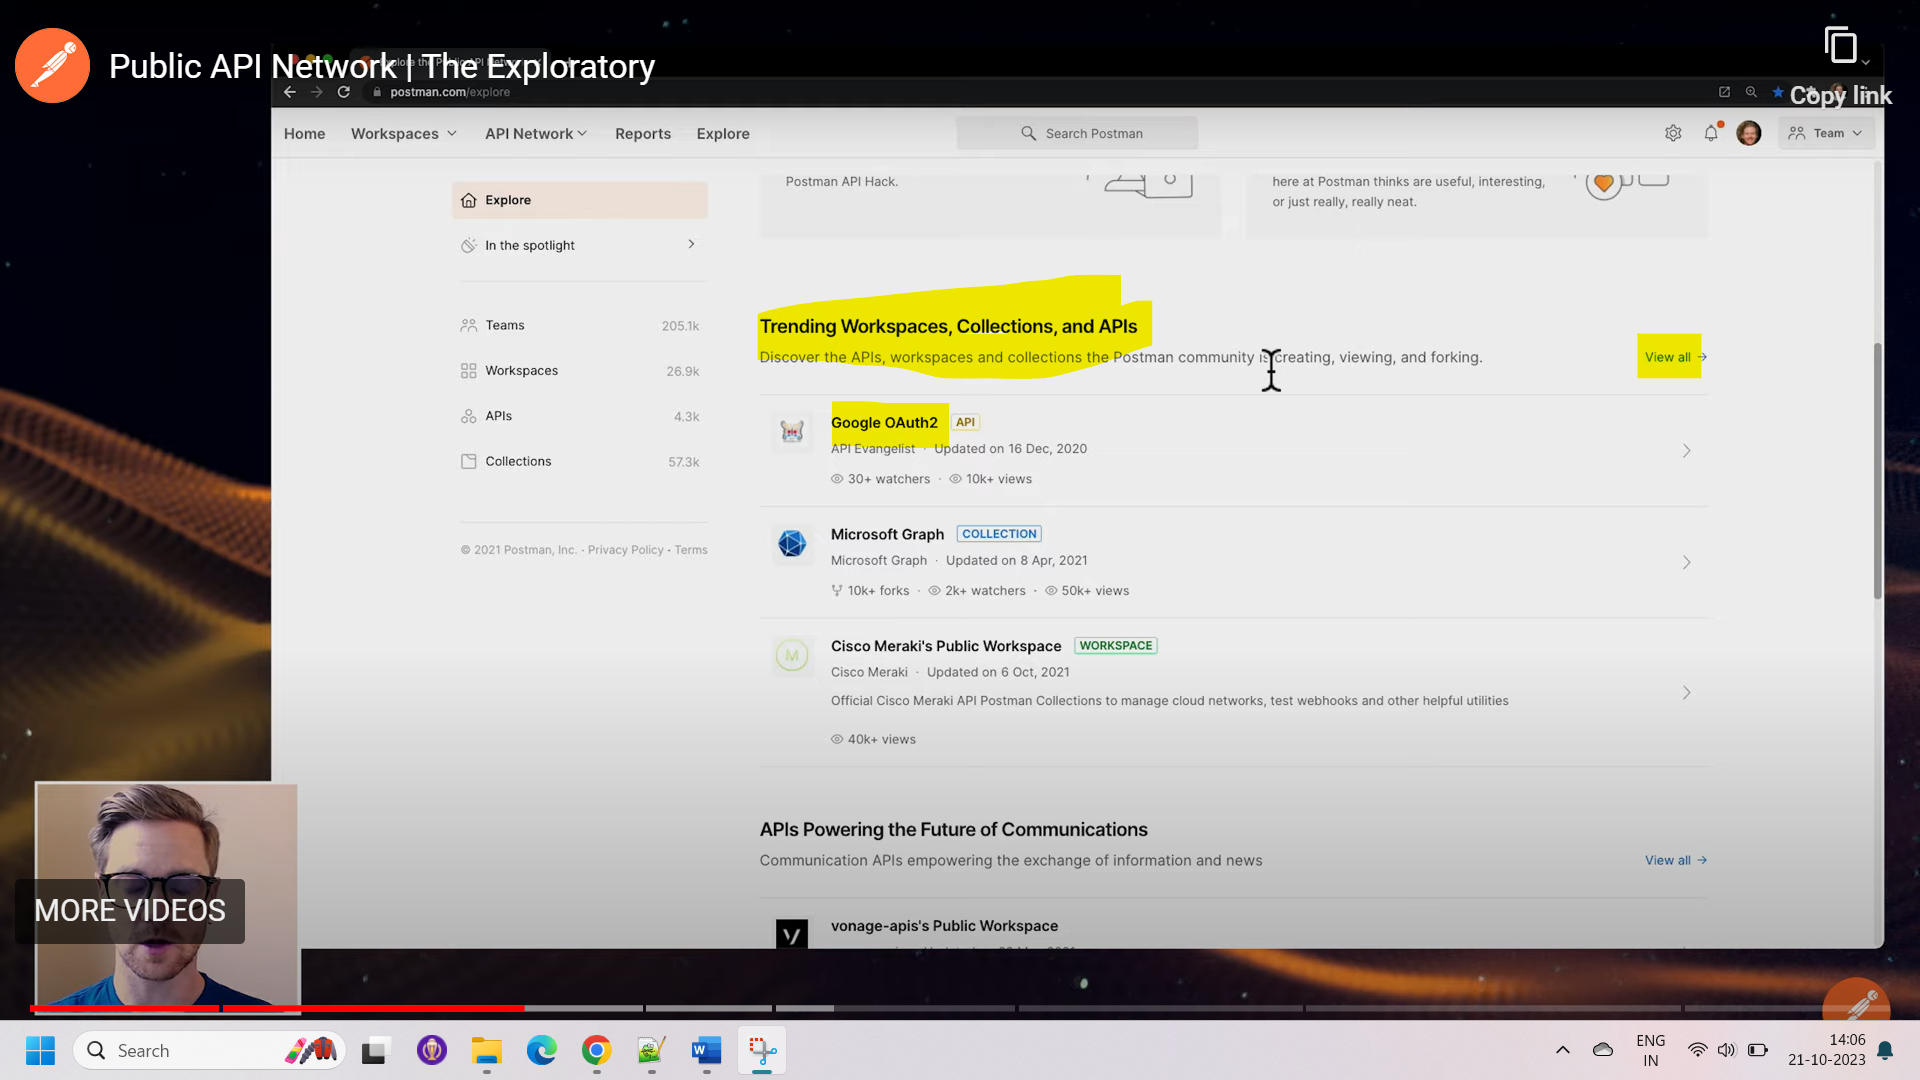 Public API Network | The Exploratory
Copy link
postman.com/explore
Home
Workspaces
API Network
Reports
Explore
Search Postman
Team
Explore
In the spotlight
Teams 205.1k
Workspaces 26.9k
APIs 4.3k
Collections 57.3k
© 2021 Postman, Inc. · Privacy Policy · Terms
Postman API Hack.
here at Postman thinks are useful, interesting,
or just really, really neat.
Trending Workspaces, Collections, and APIs
Discover the APIs, workspaces and collections the Postman community is creating, viewing, and forking.
View all →
Google OAuth2 API
API Evangelist · Updated on 16 Dec, 2020
30+ watchers · 10k+ views
Microsoft Graph COLLECTION
Microsoft Graph · Updated on 8 Apr, 2021
10k+ forks · 2k+ watchers · 50k+ views
M
Cisco Meraki's Public Workspace WORKSPACE
Cisco Meraki · Updated on 6 Oct, 2021
Official Cisco Meraki API Postman Collections to manage cloud networks, test webhooks and other helpful utilities
40k+ views
APIs Powering the Future of Communications
Communication APIs empowering the exchange of information and news
View all →
vonage-apis's Public Workspace
MORE VIDEOS
Search
W
ENG
IN
14:06
21-10-2023